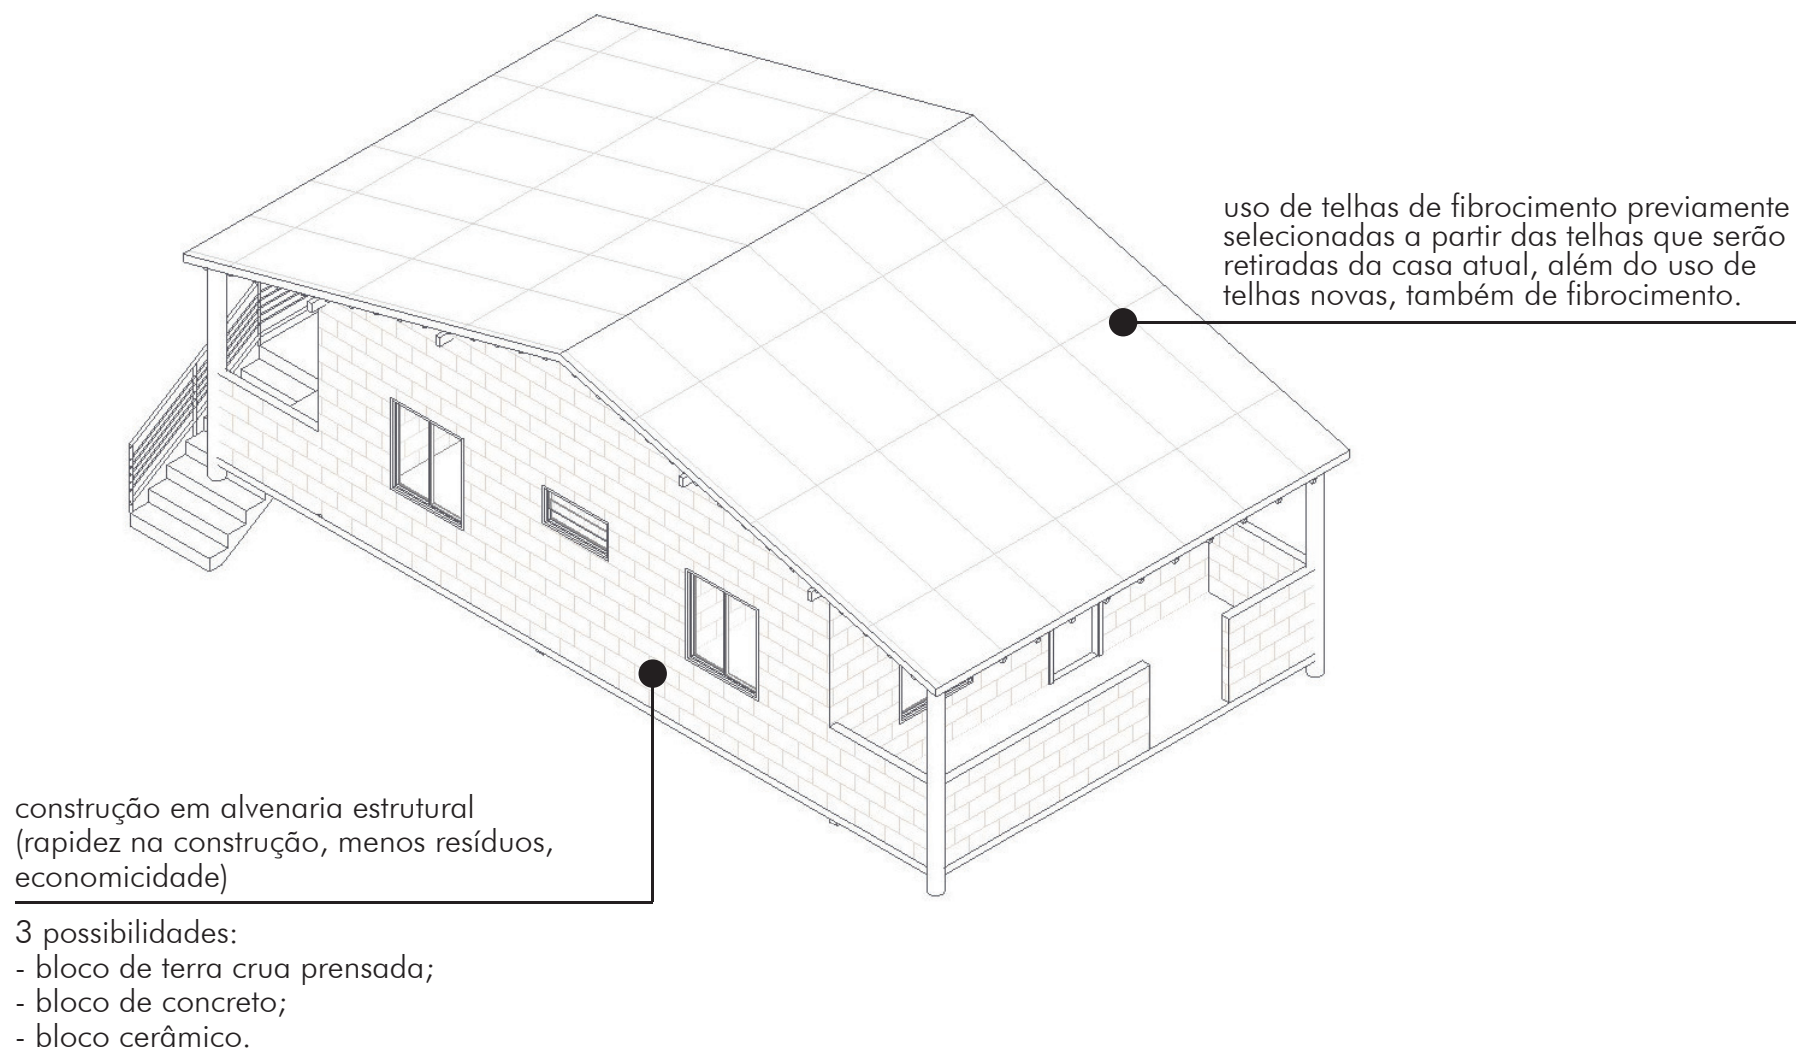 uso de telhas de fibrocimento previamente
selecionadas a partir das telhas que serão
retiradas da casa atual, além do uso de
telhas novas, também de fibrocimento.
construção em alvenaria estrutural
(rapidez na construção, menos resíduos,
economicidade)
3 possibilidades:
- bloco de terra crua prensada;
- bloco de concreto;
- bloco cerâmico.